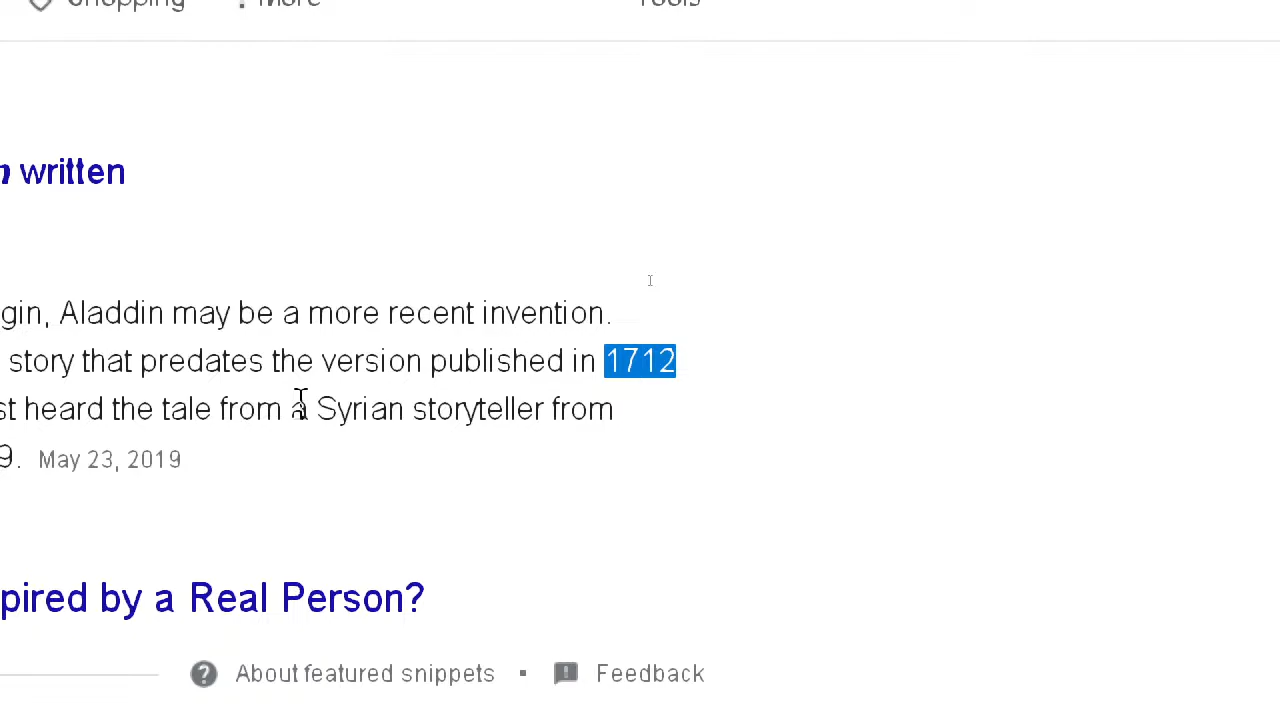 Shopping More Tools
written
gin, Aladdin may be a more recent invention.
story that predates the version published in 1712
st heard the tale from a Syrian storyteller from
9. May 23, 2019
pired by a Real Person?
About featured snippets ▪ Feedback